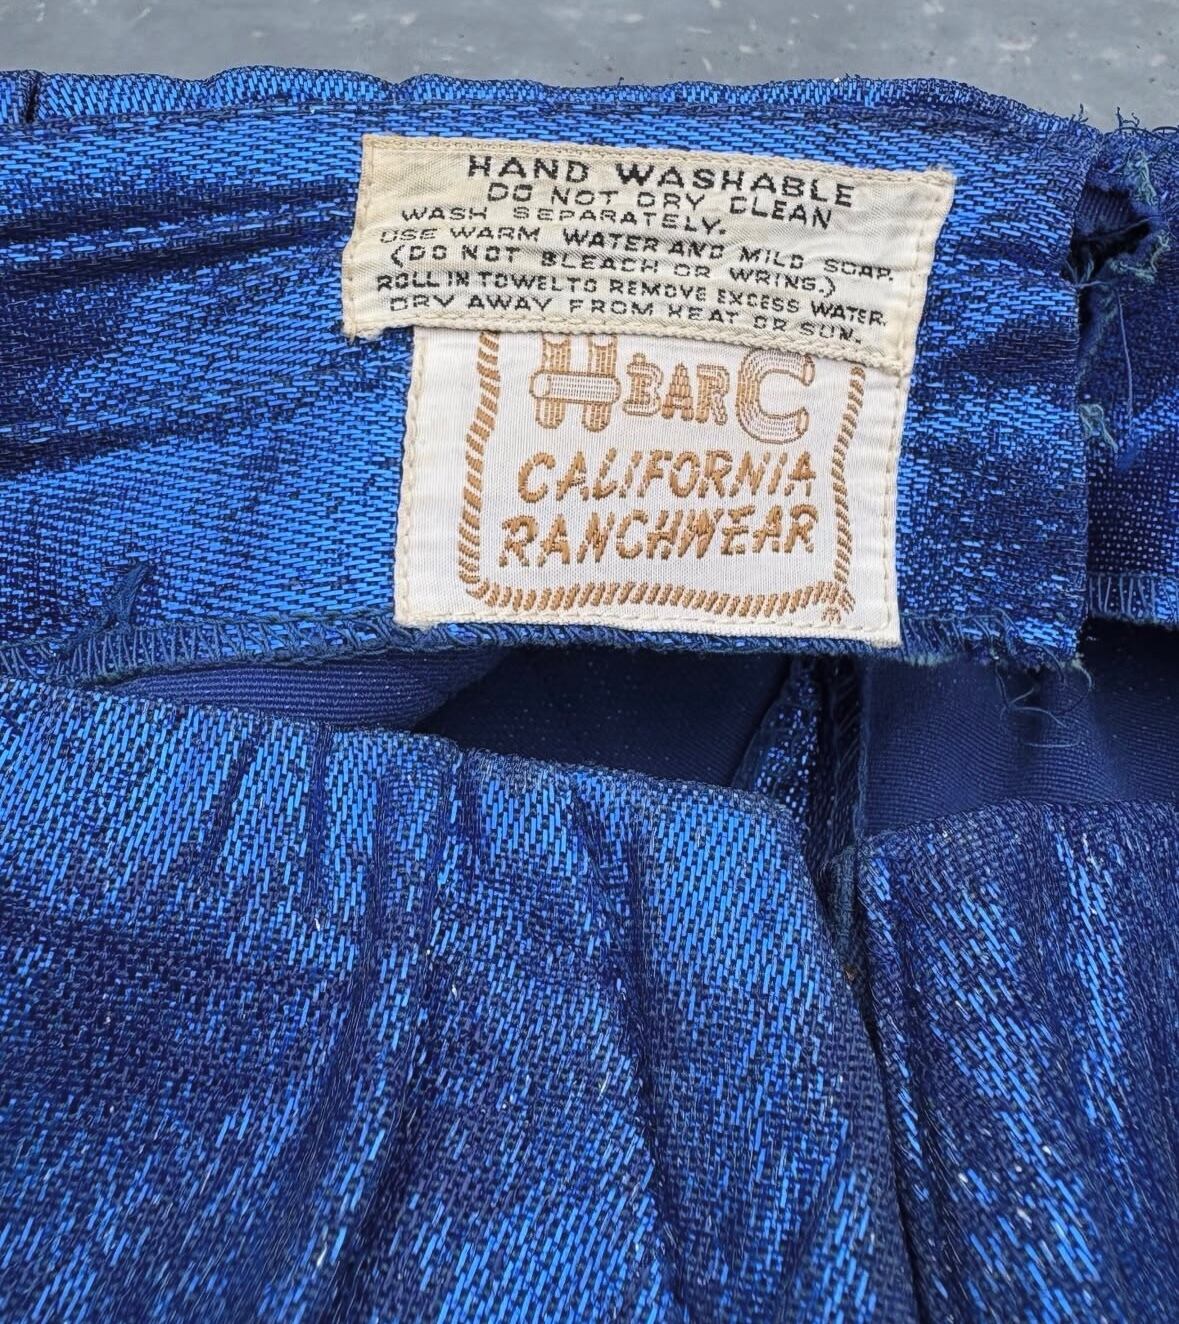 HAND WASHABLE
DO NOT DRY CLEAN
WASH SEPARATELY.
USE WARM WATER AND MILD SOAP.
(DO NOT BLEACH OR WRING.)
ROLL IN TOWEL TO REMOVE EXCESS WATER.
DRY AWAY FROM HEAT OR SUN.
H BAR C
CALIFORNIA
RANCHWEAR
®